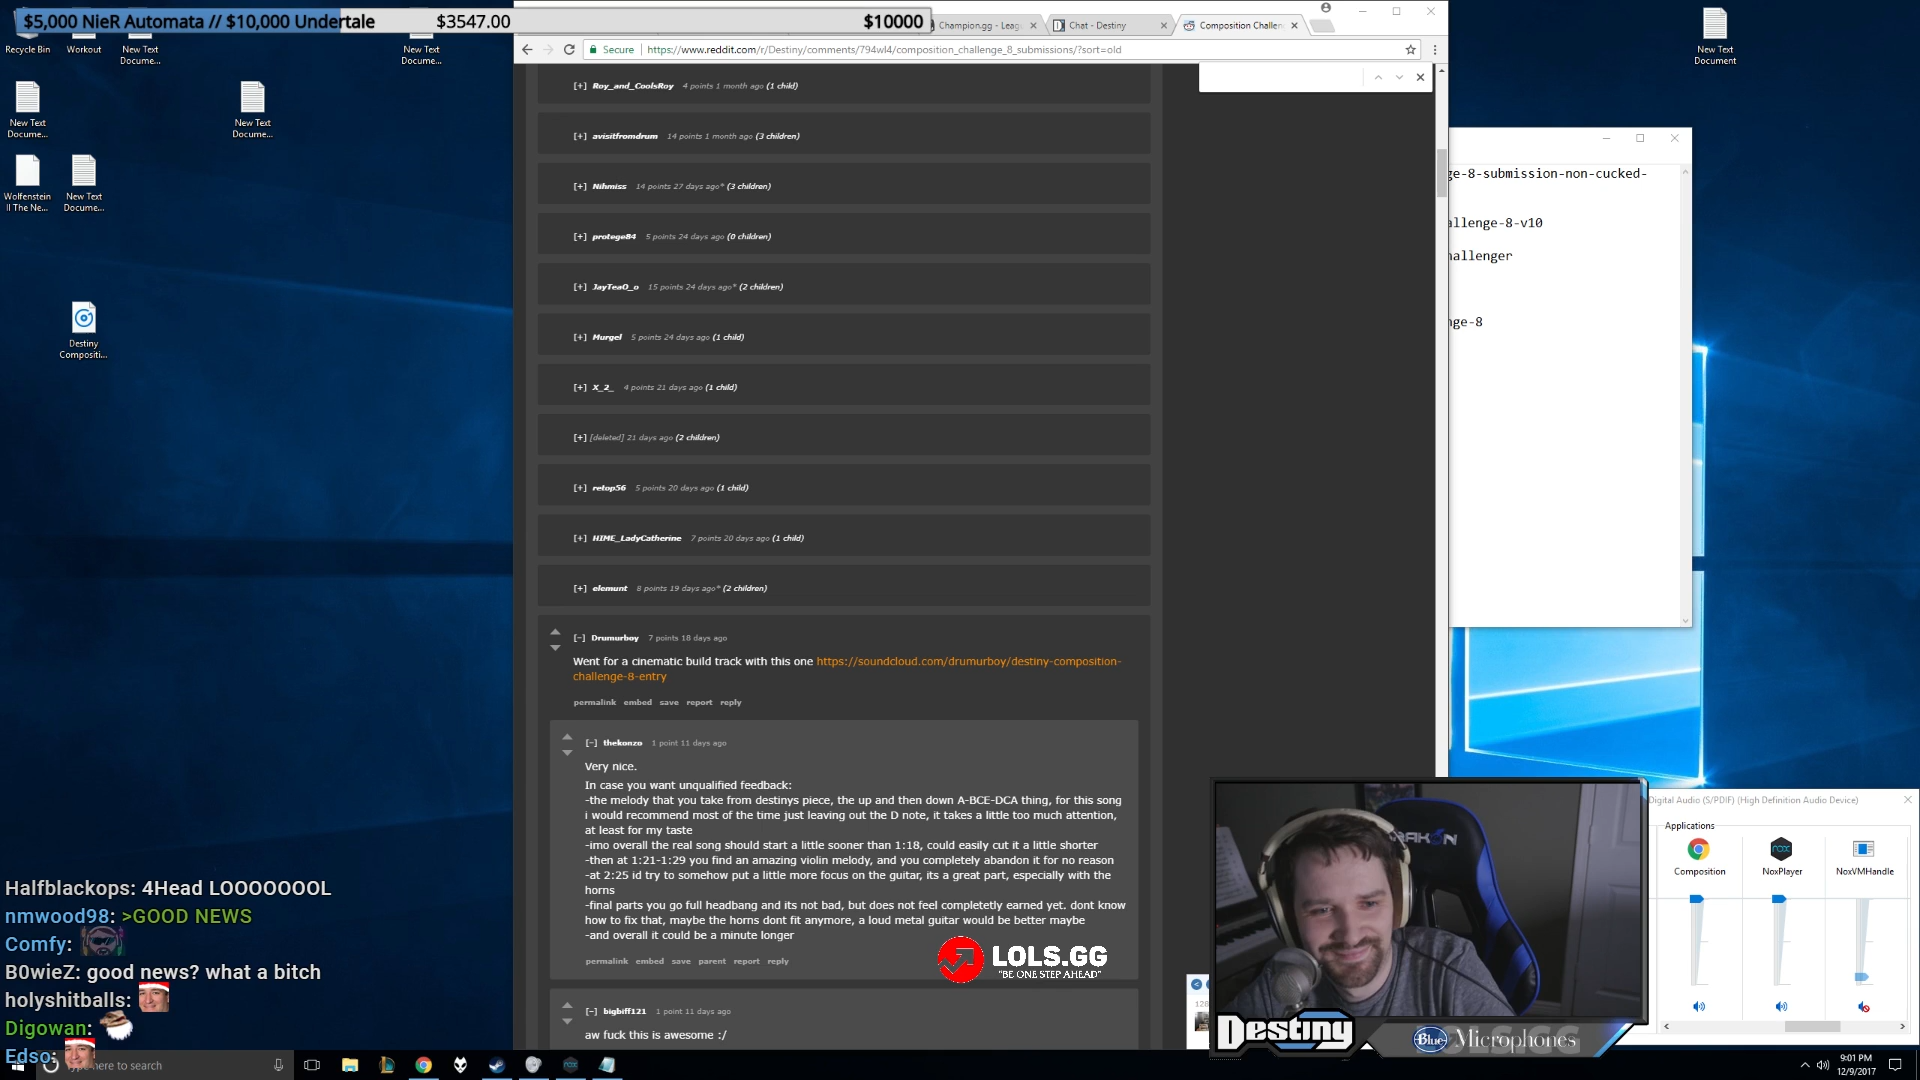 $5,000 NieR Automata // $10,000 Undertale
$3547.00
$10000
Champion.gg - Leag
Chat - Destiny
Composition Challen
Secure
https://www.reddit.com/r/Destiny/comments/794wl4/composition_challenge_8_submissions/?sort=old
Recycle Bin
Workout
New Text
Docume...
New Text
Docume...
New Text
Document
New Text
Docume...
New Text
Docume...
Wolfenstein
II The Ne...
New Text
Docume...
Destiny
Compositi...
[+] Roy_and_CoolsRoy 4 points 1 month ago (1 child)
[+] avisitfromdrum 14 points 1 month ago (3 children)
[+] Nihmiss 14 points 27 days ago* (3 children)
[+] protege84 5 points 24 days ago (0 children)
[+] JayTeaO_o 15 points 24 days ago* (2 children)
[+] Murgel 5 points 24 days ago (1 child)
[+] X_2_ 4 points 21 days ago (1 child)
[+] [deleted] 21 days ago (2 children)
[+] retop56 5 points 20 days ago (1 child)
[+] HIME_LadyCatherine 7 points 20 days ago (1 child)
[+] elemunt 8 points 19 days ago* (2 children)
[–] Drumurboy 7 points 18 days ago
Went for a cinematic build track with this one https://soundcloud.com/drumurboy/destiny-composition-
challenge-8-entry
permalink embed save report reply
[–] thekonzo 1 point 11 days ago
Very nice.
In case you want unqualified feedback:
-the melody that you take from destinys piece, the up and then down A-BCE-DCA thing, for this song
i would recommend most of the time just leaving out the D note, it takes a little too much attention,
at least for my taste
-imo overall the real song should start a little sooner than 1:18, could easily cut it a little shorter
-then at 1:21-1:29 you find an amazing violin melody, and you completely abandon it for no reason
-at 2:25 id try to somehow put a little more focus on the guitar, its a great part, especially with the
horns
-final parts you go full headbang and its not bad, but does not feel completetly earned yet. dont know
how to fix that, maybe the horns dont fit anymore, a loud metal guitar would be better maybe
-and overall it could be a minute longer
permalink embed save parent report reply
[–] bigbiff121 1 point 11 days ago
aw fuck this is awesome :/
LOLS.GG
"BE ONE STEP AHEAD"
ge-8-submission-non-cucked-
allenge-8-v10
hallenger
nge-8
Digital Audio (S/PDIF) (High Definition Audio Device)
Applications
Composition
NoxPlayer
NoxVMHandle
Halfblackops: 4Head LOOOOOOOL
nmwood98: >GOOD NEWS
Comfy:
B0wieZ: good news? what a bitch
holyshitballs:
Digowan:
Edso:
here to search
126
Destiny
Blue Microphones
LOLS.GG
9:01 PM
12/9/2017